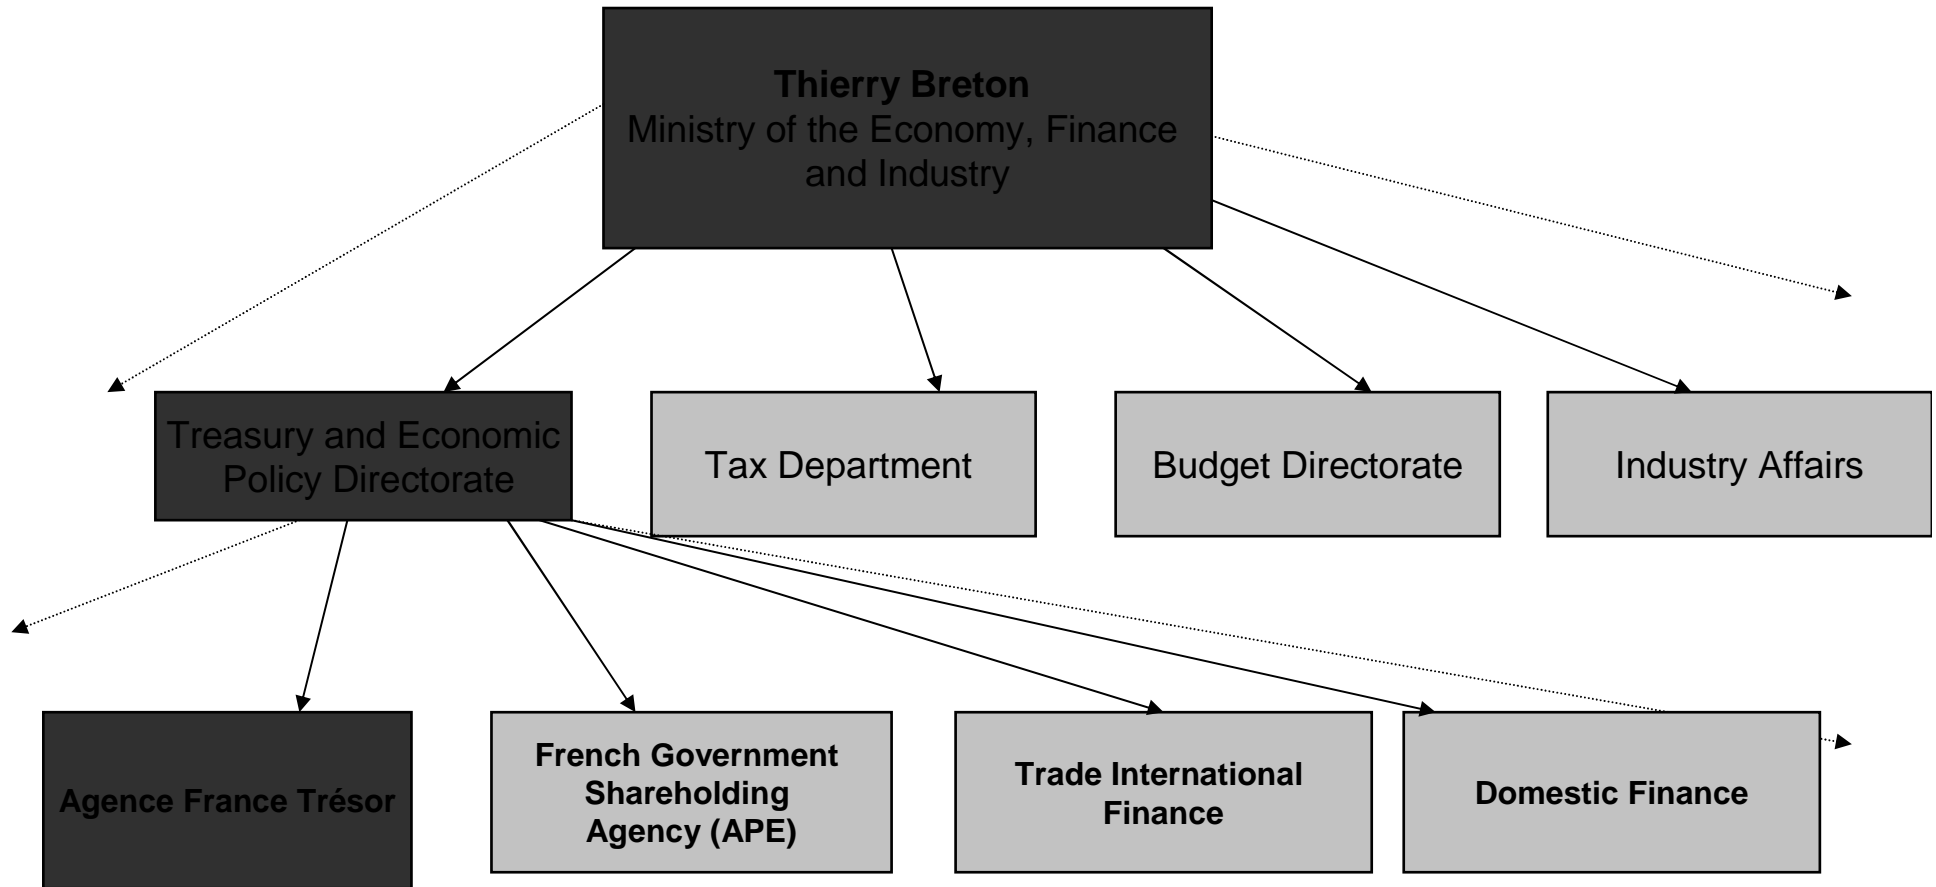 Thierry Breton
Ministry of the Economy, Finance
and Industry
Treasury and Economic
Policy Directorate
Tax Department
Budget Directorate
Industry Affairs
Agence France Trésor
French Government
Shareholding
Agency (APE)
Trade International
Finance
Domestic Finance